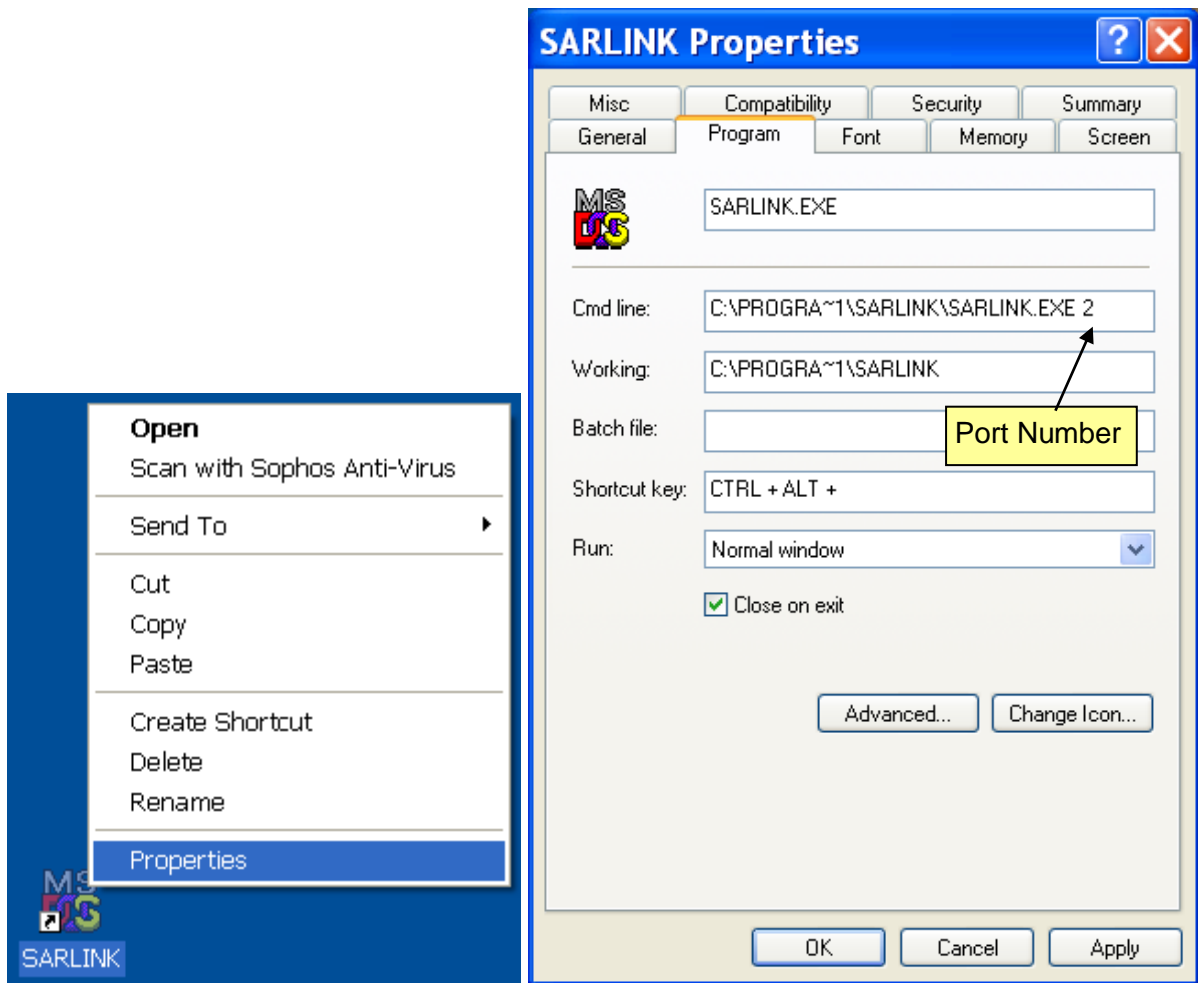 Open
Scan with Sophos Anti-Virus
Send To
Cut
Copy
Paste
Create Shortcut
Delete
Rename
Properties
MS
SARLINK
SARLINK Properties
Misc Compatibility Security Summary
General Program Font Memory Screen
MS
DOS
SARLINK.EXE
Cmd line: C:\PROGRA~1\SARLINK\SARLINK.EXE 2
Working: C:\PROGRA~1\SARLINK
Batch file:
Port Number
Shortcut key: CTRL + ALT +
Run: Normal window
Close on exit
Advanced... Change Icon...
OK Cancel Apply